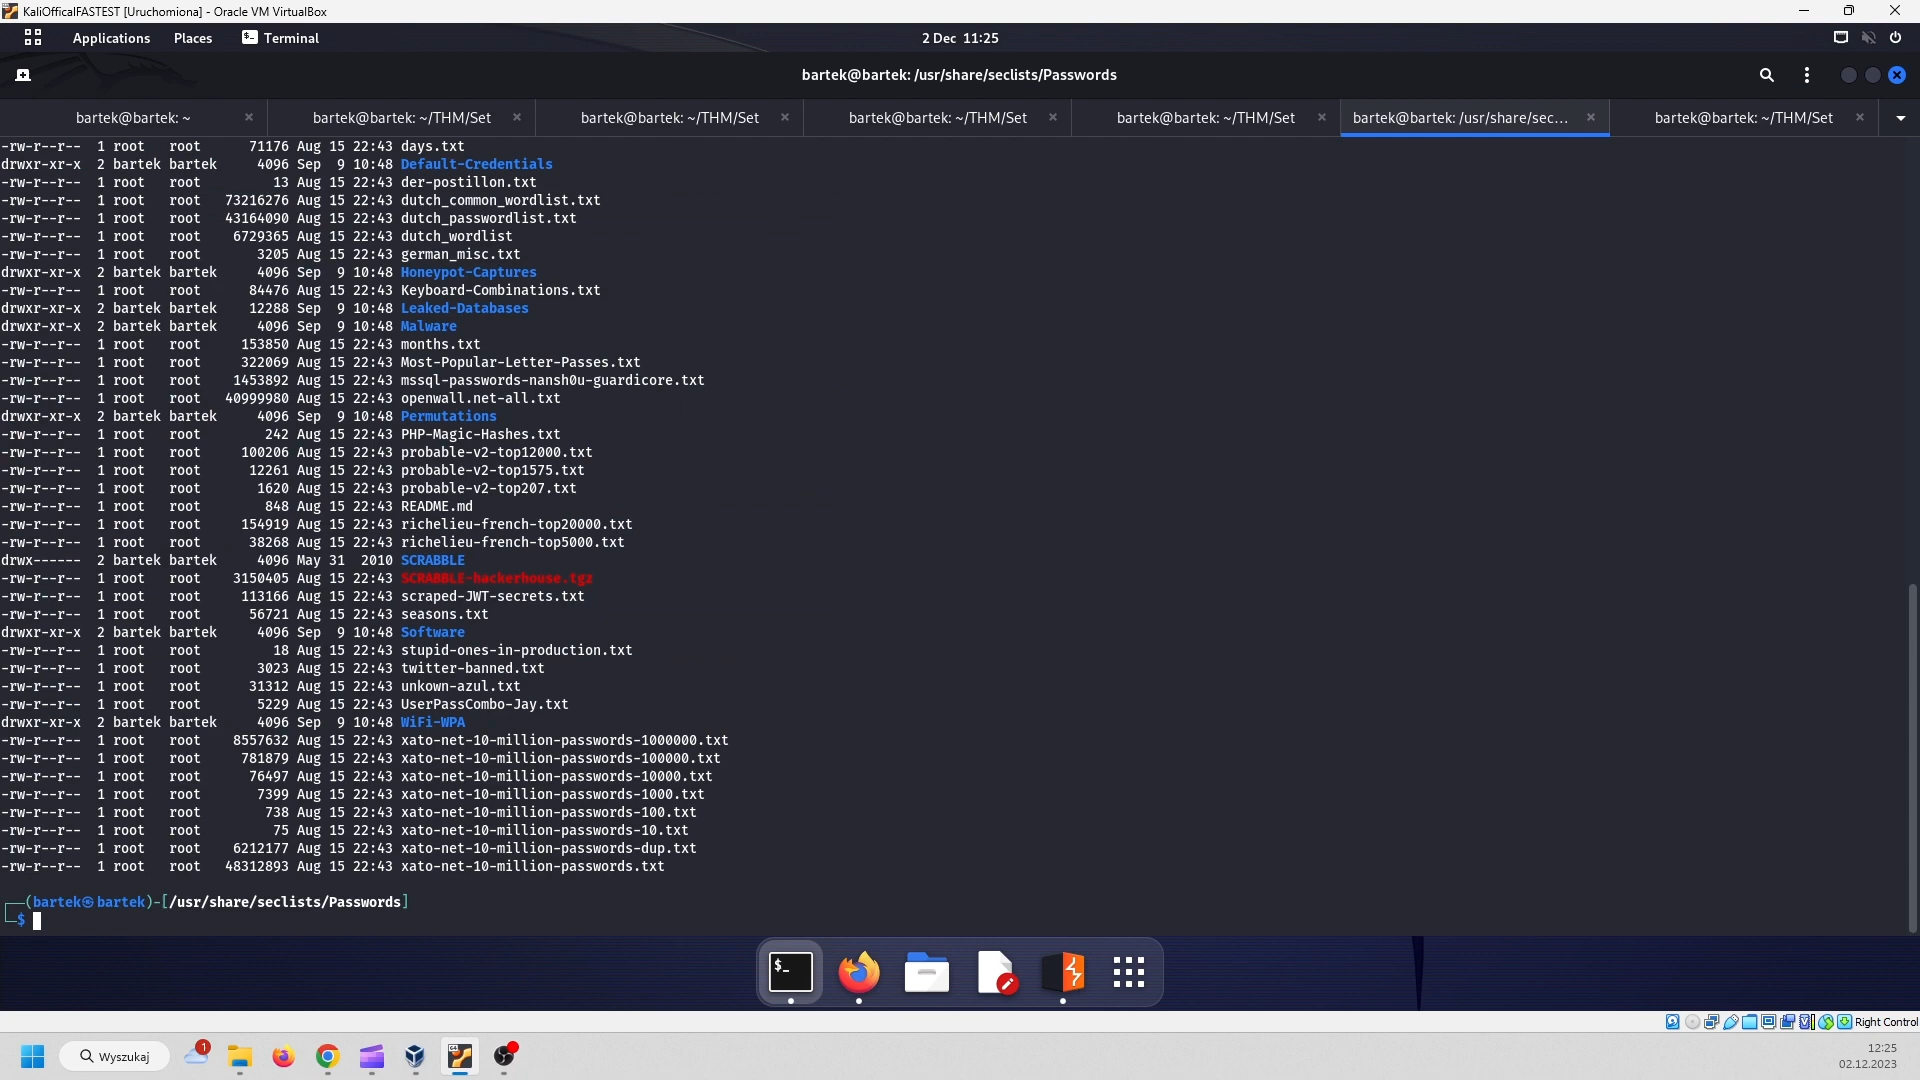 KaliOfficalFASTEST [Uruchomiona] - Oracle VM VirtualBox
Applications Places Terminal 2 Dec 11:25
bartek@bartek: /usr/share/seclists/Passwords
bartek@bartek: ~ bartek@bartek: ~/THM/Set bartek@bartek: ~/THM/Set bartek@bartek: ~/THM/Set bartek@bartek: ~/THM/Set bartek@bartek: /usr/share/sec... bartek@bartek: ~/THM/Set
-rw-r--r-- 1 root root 71176 Aug 15 22:43 days.txt
drwxr-xr-x 2 bartek bartek 4096 Sep 9 10:48 Default-Credentials
-rw-r--r-- 1 root root 13 Aug 15 22:43 der-postillon.txt
-rw-r--r-- 1 root root 73216276 Aug 15 22:43 dutch_common_wordlist.txt
-rw-r--r-- 1 root root 43164090 Aug 15 22:43 dutch_passwordlist.txt
-rw-r--r-- 1 root root 6729365 Aug 15 22:43 dutch_wordlist
-rw-r--r-- 1 root root 3205 Aug 15 22:43 german_misc.txt
drwxr-xr-x 2 bartek bartek 4096 Sep 9 10:48 Honeypot-Captures
-rw-r--r-- 1 root root 84476 Aug 15 22:43 Keyboard-Combinations.txt
drwxr-xr-x 2 bartek bartek 12288 Sep 9 10:48 Leaked-Databases
drwxr-xr-x 2 bartek bartek 4096 Sep 9 10:48 Malware
-rw-r--r-- 1 root root 153850 Aug 15 22:43 months.txt
-rw-r--r-- 1 root root 322069 Aug 15 22:43 Most-Popular-Letter-Passes.txt
-rw-r--r-- 1 root root 1453892 Aug 15 22:43 mssql-passwords-nansh0u-guardicore.txt
-rw-r--r-- 1 root root 40999980 Aug 15 22:43 openwall.net-all.txt
drwxr-xr-x 2 bartek bartek 4096 Sep 9 10:48 Permutations
-rw-r--r-- 1 root root 242 Aug 15 22:43 PHP-Magic-Hashes.txt
-rw-r--r-- 1 root root 100206 Aug 15 22:43 probable-v2-top12000.txt
-rw-r--r-- 1 root root 12261 Aug 15 22:43 probable-v2-top1575.txt
-rw-r--r-- 1 root root 1620 Aug 15 22:43 probable-v2-top207.txt
-rw-r--r-- 1 root root 848 Aug 15 22:43 README.md
-rw-r--r-- 1 root root 154919 Aug 15 22:43 richelieu-french-top20000.txt
-rw-r--r-- 1 root root 38268 Aug 15 22:43 richelieu-french-top5000.txt
drwx------ 2 bartek bartek 4096 May 31 2010 SCRABBLE
-rw-r--r-- 1 root root 3150405 Aug 15 22:43 SCRABBLE-hackerhouse.tgz
-rw-r--r-- 1 root root 113166 Aug 15 22:43 scraped-JWT-secrets.txt
-rw-r--r-- 1 root root 56721 Aug 15 22:43 seasons.txt
drwxr-xr-x 2 bartek bartek 4096 Sep 9 10:48 Software
-rw-r--r-- 1 root root 18 Aug 15 22:43 stupid-ones-in-production.txt
-rw-r--r-- 1 root root 3023 Aug 15 22:43 twitter-banned.txt
-rw-r--r-- 1 root root 31312 Aug 15 22:43 unkown-azul.txt
-rw-r--r-- 1 root root 5229 Aug 15 22:43 UserPassCombo-Jay.txt
drwxr-xr-x 2 bartek bartek 4096 Sep 9 10:48 WiFi-WPA
-rw-r--r-- 1 root root 8557632 Aug 15 22:43 xato-net-10-million-passwords-1000000.txt
-rw-r--r-- 1 root root 781879 Aug 15 22:43 xato-net-10-million-passwords-100000.txt
-rw-r--r-- 1 root root 76497 Aug 15 22:43 xato-net-10-million-passwords-10000.txt
-rw-r--r-- 1 root root 7399 Aug 15 22:43 xato-net-10-million-passwords-1000.txt
-rw-r--r-- 1 root root 738 Aug 15 22:43 xato-net-10-million-passwords-100.txt
-rw-r--r-- 1 root root 75 Aug 15 22:43 xato-net-10-million-passwords-10.txt
-rw-r--r-- 1 root root 6212177 Aug 15 22:43 xato-net-10-million-passwords-dup.txt
-rw-r--r-- 1 root root 48312893 Aug 15 22:43 xato-net-10-million-passwords.txt
┌──(bartek㉿bartek)-[/usr/share/seclists/Passwords]
└─$
Right Control
1
Wyszukaj
12:25
02.12.2023